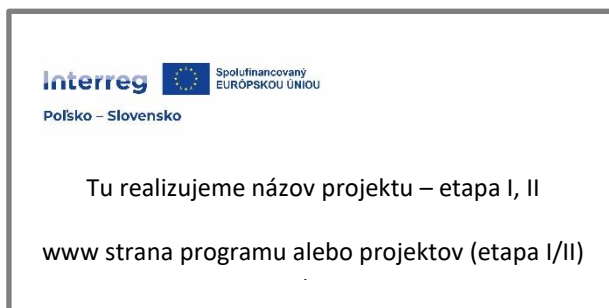 Interreg
Spolufinancovaný
EURÓPSKOU ÚNIOU
Poľsko – Slovensko
Tu realizujeme názov projektu – etapa I, II
www strana programu alebo projektov (etapa I/II)